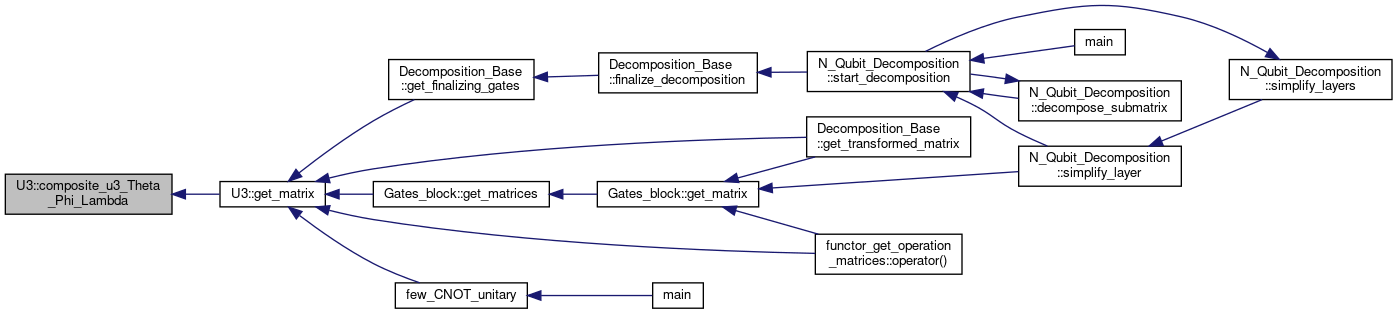 U3::composite_u3_Theta
_Phi_Lambda
U3::get_matrix
Decomposition_Base
::get_finalizing_gates
Decomposition_Base
::finalize_decomposition
N_Qubit_Decomposition
::start_decomposition
main
N_Qubit_Decomposition
::decompose_submatrix
N_Qubit_Decomposition
::simplify_layers
Decomposition_Base
::get_transformed_matrix
N_Qubit_Decomposition
::simplify_layer
Gates_block::get_matrices
Gates_block::get_matrix
functor_get_operation
_matrices::operator()
few_CNOT_unitary
main